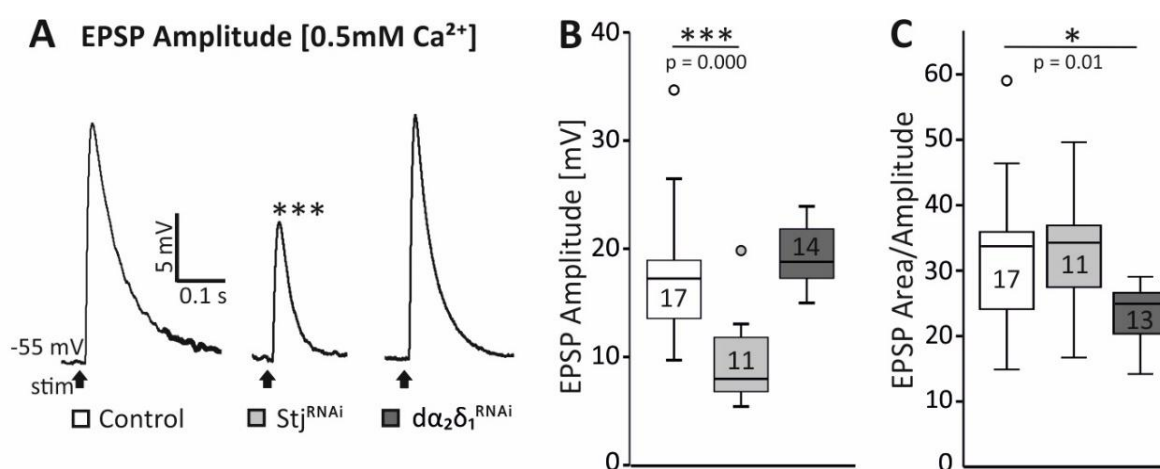 A EPSP Amplitude [0.5mM Ca²⁺]
***
5 mV
0.1 s
-55 mV
stim
Control
Stj^RNAi
dα₂δ₁^RNAi
B
EPSP Amplitude [mV]
40
30
20
10
0
***
p = 0.000
17
11
14
C
EPSP Area/Amplitude
60
50
40
30
20
10
0
*
p = 0.01
17
11
13